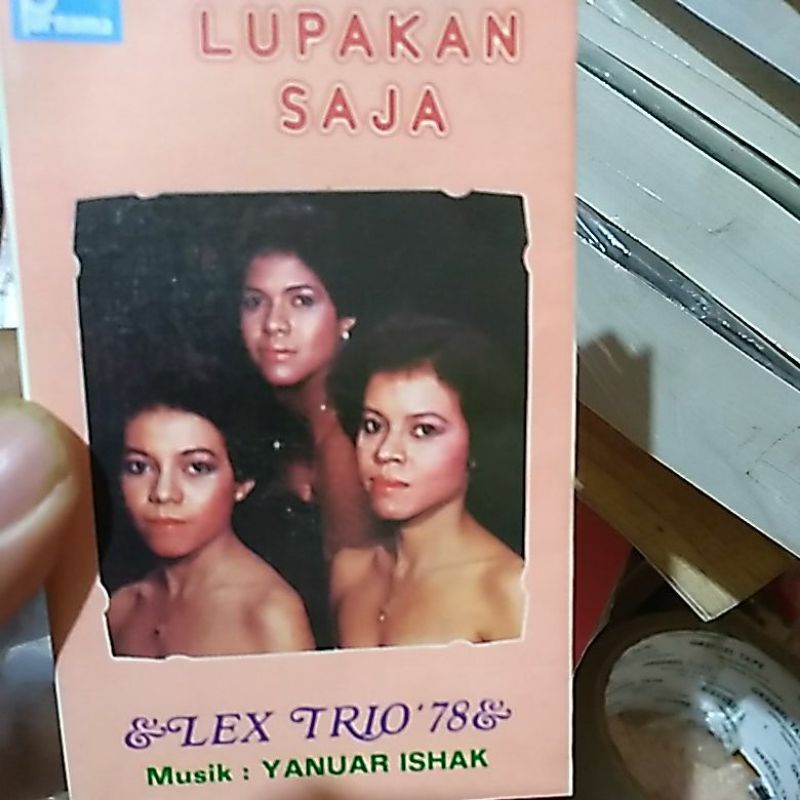 LUPAKAN
SAJA
LEX TRIO '78
Musik : YANUAR ISHAK